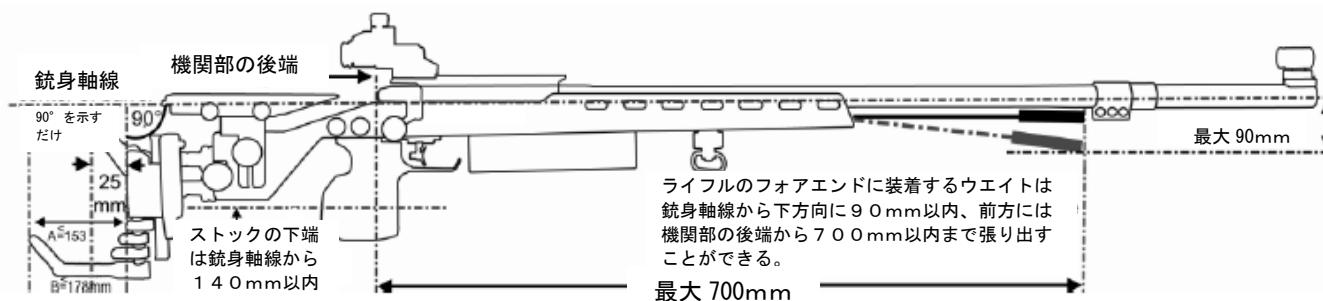 機関部の後端
銃身軸線
90°を示す
だけ
90°
最大 90mm
25
mm
A≦153
B≦178mm
ストックの下端
は銃身軸線から
140mm以内
ライフルのフォアエンドに装着するウエイトは
銃身軸線から下方向に90mm以内、前方には
機関部の後端から700mm以内まで張り出す
ことができる。
最大 700mm